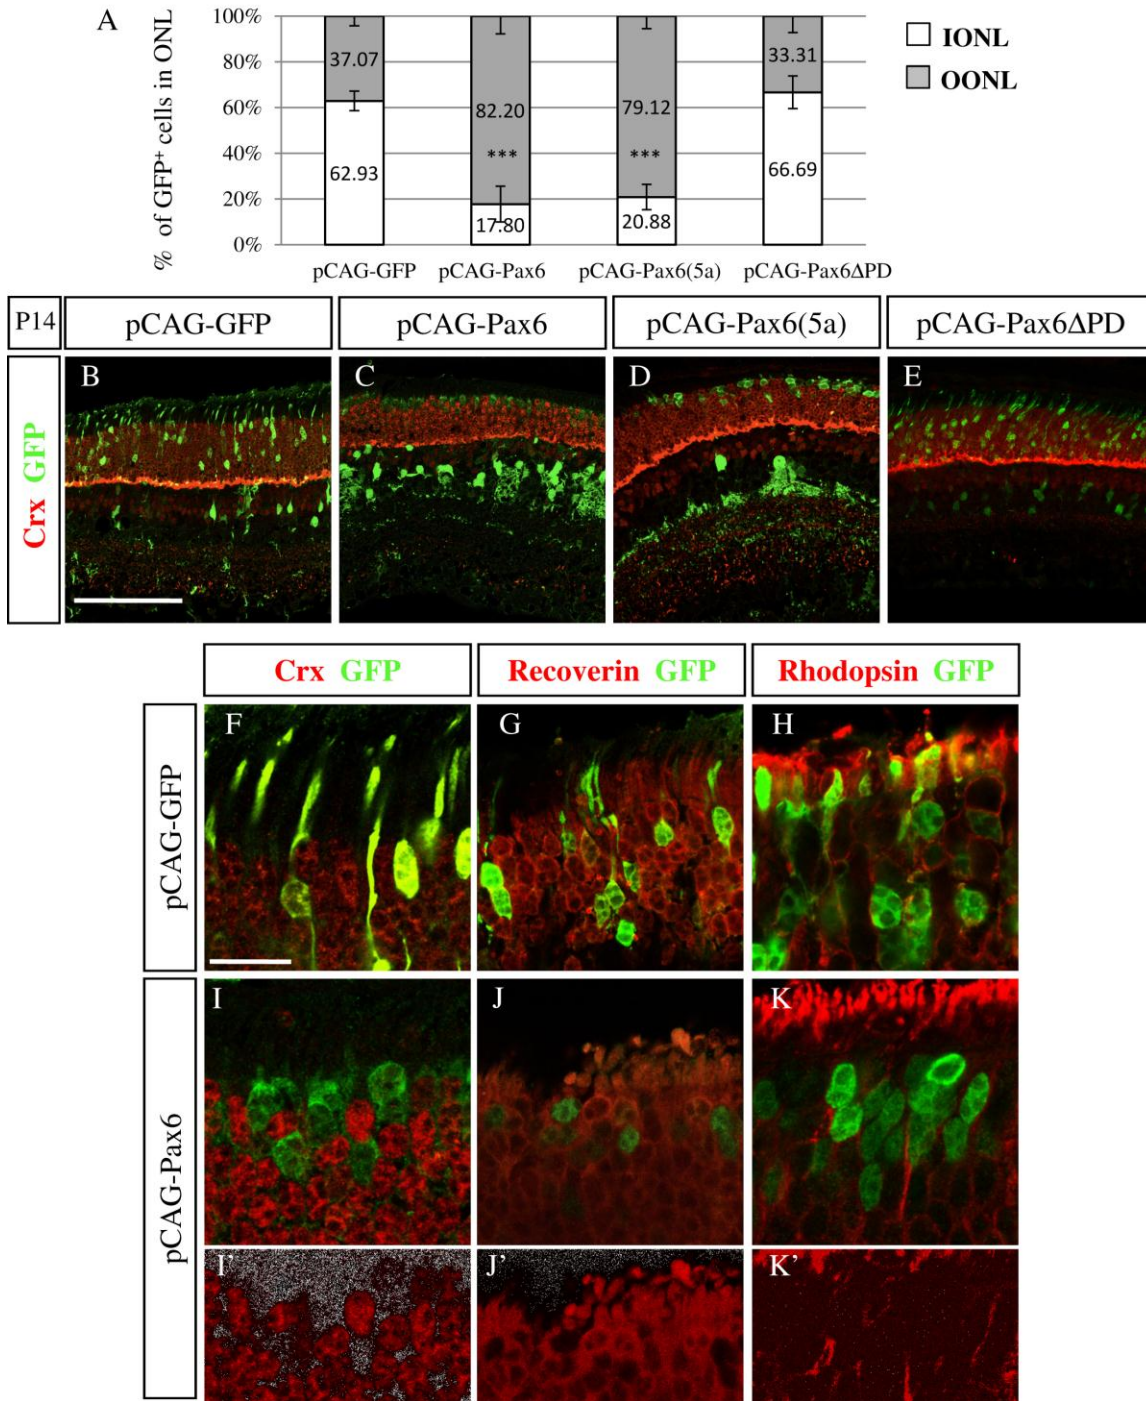 A
% of GFP+ cells in ONL
100%
80%
60%
40%
20%
0%
37.07
82.20
79.12
33.31
***
***
62.93
17.80
20.88
66.69
pCAG-GFP
pCAG-Pax6
pCAG-Pax6(5a)
pCAG-Pax6ΔPD
IONL
OONL
P14
pCAG-GFP
pCAG-Pax6
pCAG-Pax6(5a)
pCAG-Pax6ΔPD
Crx GFP
B
C
D
E
Crx GFP
Recoverin GFP
Rhodopsin GFP
pCAG-GFP
F
G
H
pCAG-Pax6
I
J
K
I'
J'
K'